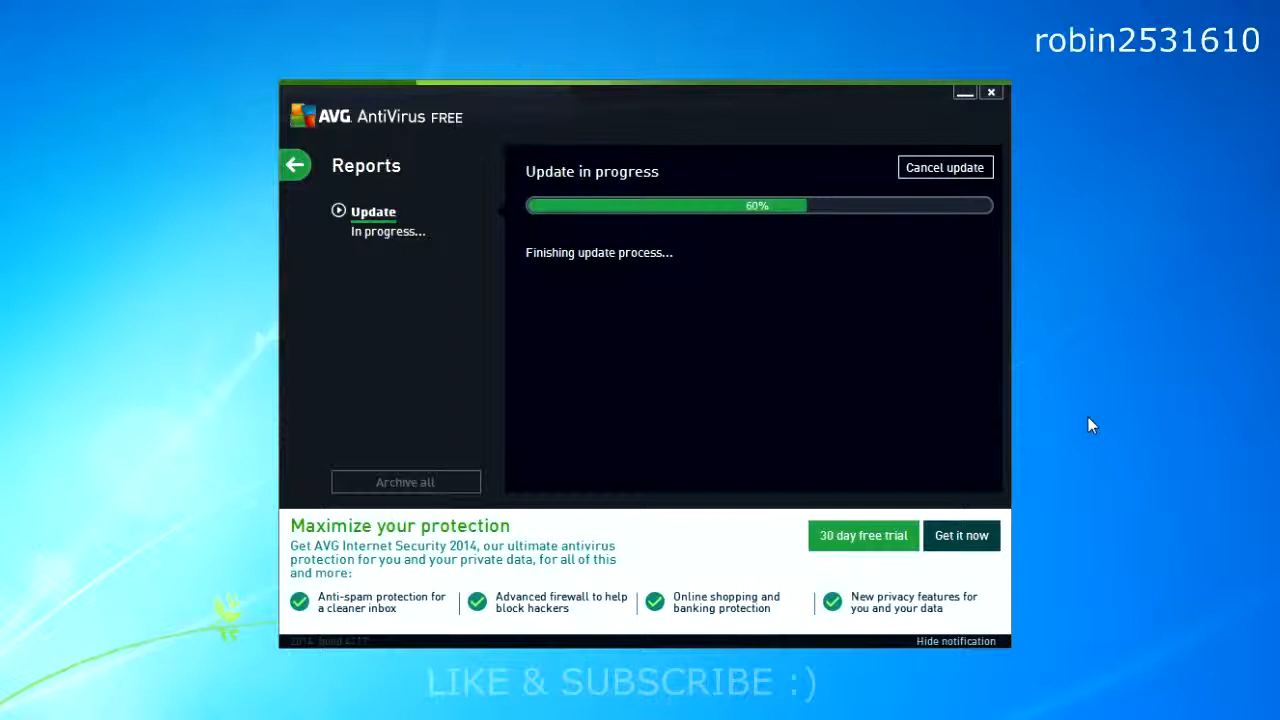 robin2531610
AVG. AntiVirus FREE
Reports
Update
In progress...
Archive all
Update in progress
Cancel update
60%
Finishing update process...
Maximize your protection
Get AVG Internet Security 2014, our ultimate antivirus
protection for you and your private data, for all of this
and more:
30 day free trial
Get it now
Anti-spam protection for
a cleaner inbox
Advanced firewall to help
block hackers
Online shopping and
banking protection
New privacy features for
you and your data
Hide notification
LIKE & SUBSCRIBE :)